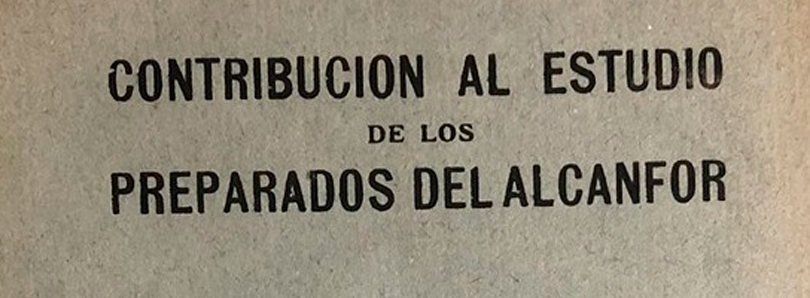 CONTRIBUCION AL ESTUDIO
DE LOS
PREPARADOS DEL ALCANFOR